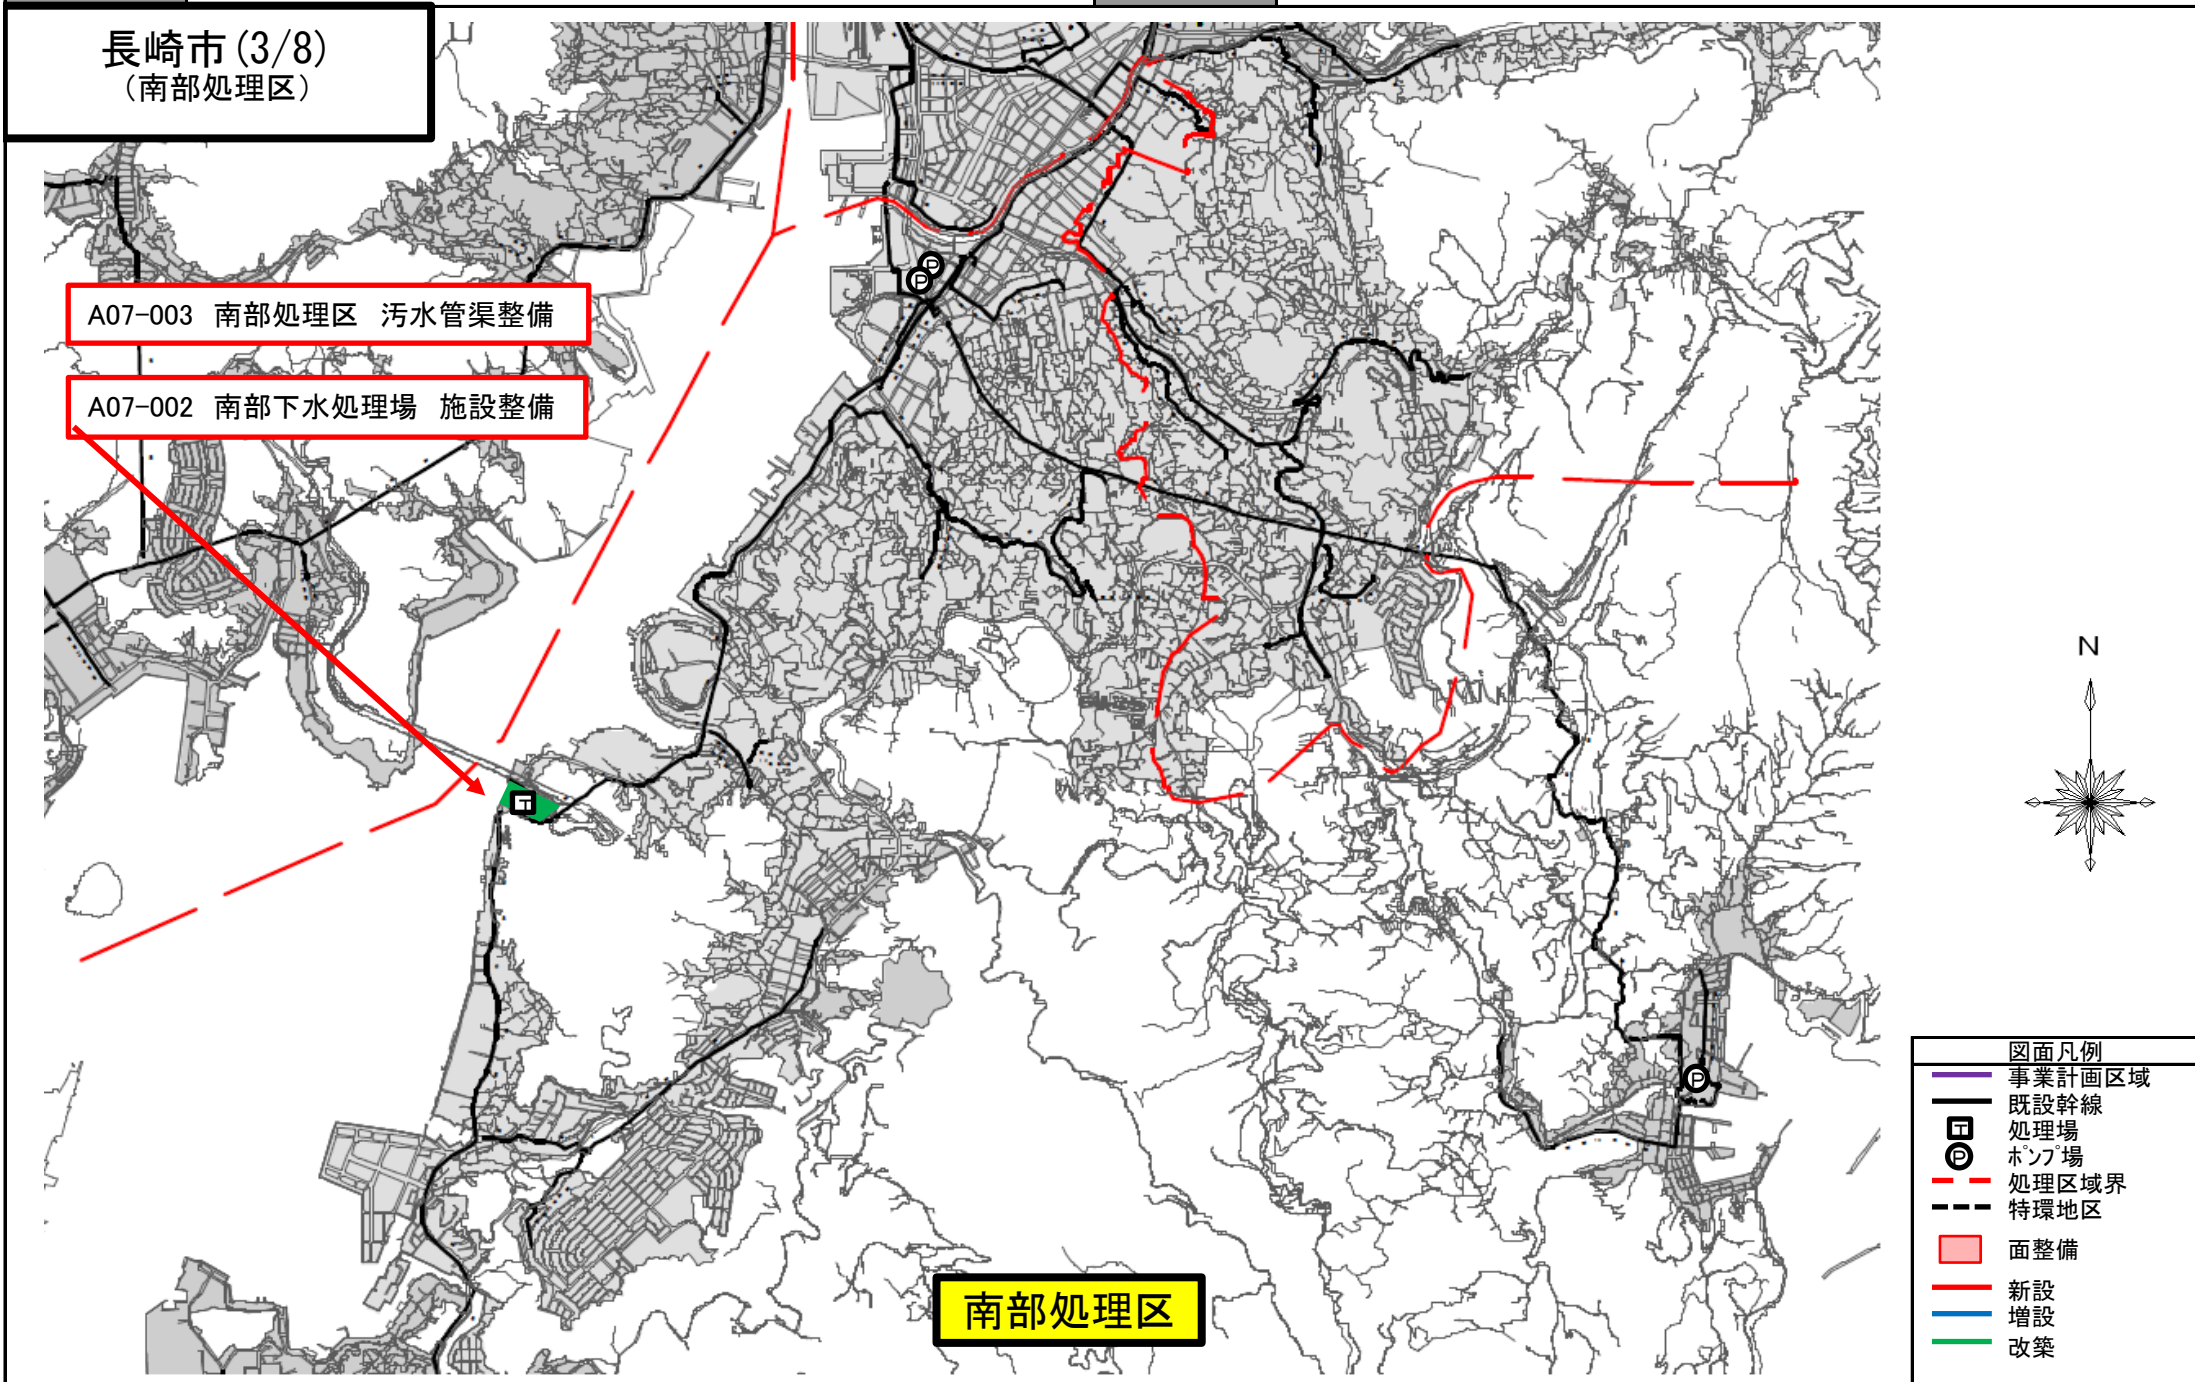 長崎市(3/8)
（南部処理区）
A07-003 南部処理区 汚水管渠整備
A07-002 南部下水処理場 施設整備
P
P
T
N
P
南部処理区
図面凡例
事業計画区域
既設幹線
T 処理場
P ポンプ場
処理区域界
特環地区
面整備
新設
増設
改築